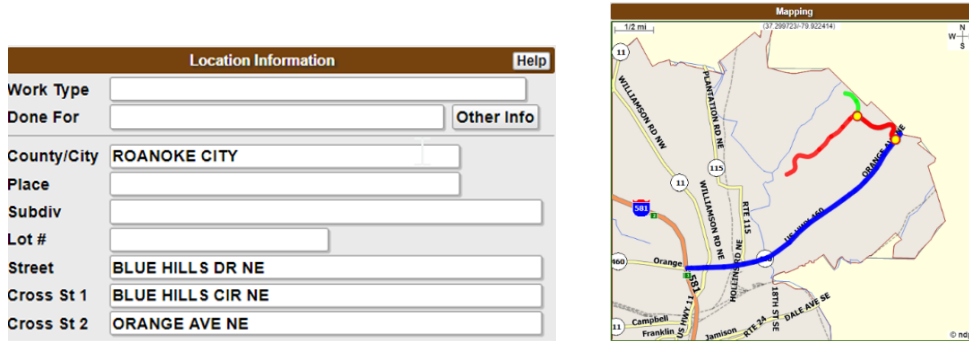 Location Information
Help
Work Type
Done For
Other Info
County/City ROANOKE CITY
Place
Subdiv
Lot #
Street BLUE HILLS DR NE
Cross St 1 BLUE HILLS CIR NE
Cross St 2 ORANGE AVE NE
Mapping
1/2 mi
(37.299723/-79.922414)
N
W
S
11
WILLIAMSON RD NW
PLANTATION RD NE
115
11
WILLIAMSON RD NE
RTE 115
HOLLINS RD NE
581
US HWY 460
460
Orange
581
US HWY 11
18TH ST SE
DALE AVE SE
RTE 24
Jamison
11
Campbell
Franklin